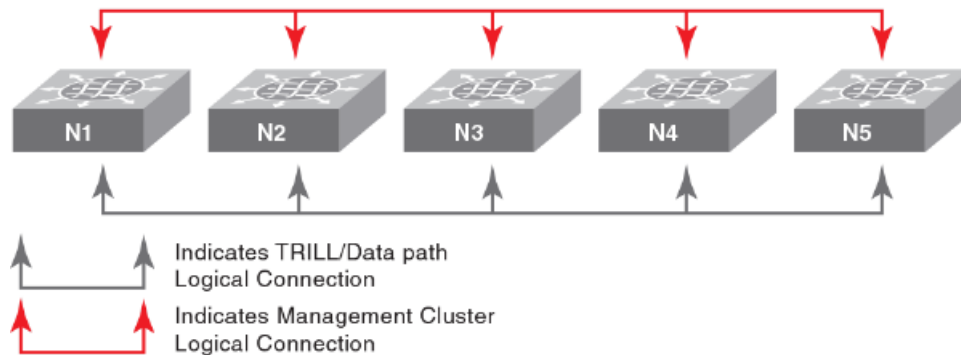 N1 N2 N3 N4 N5
Indicates TRILL/Data path
Logical Connection
Indicates Management Cluster
Logical Connection